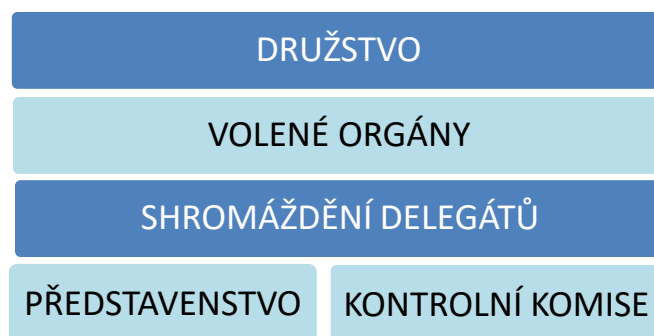 DRUŽSTVO
VOLENÉ ORGÁNY
SHROMÁŽDĚNÍ DELEGÁTŮ
PŘEDSTAVENSTVO
KONTROLNÍ KOMISE